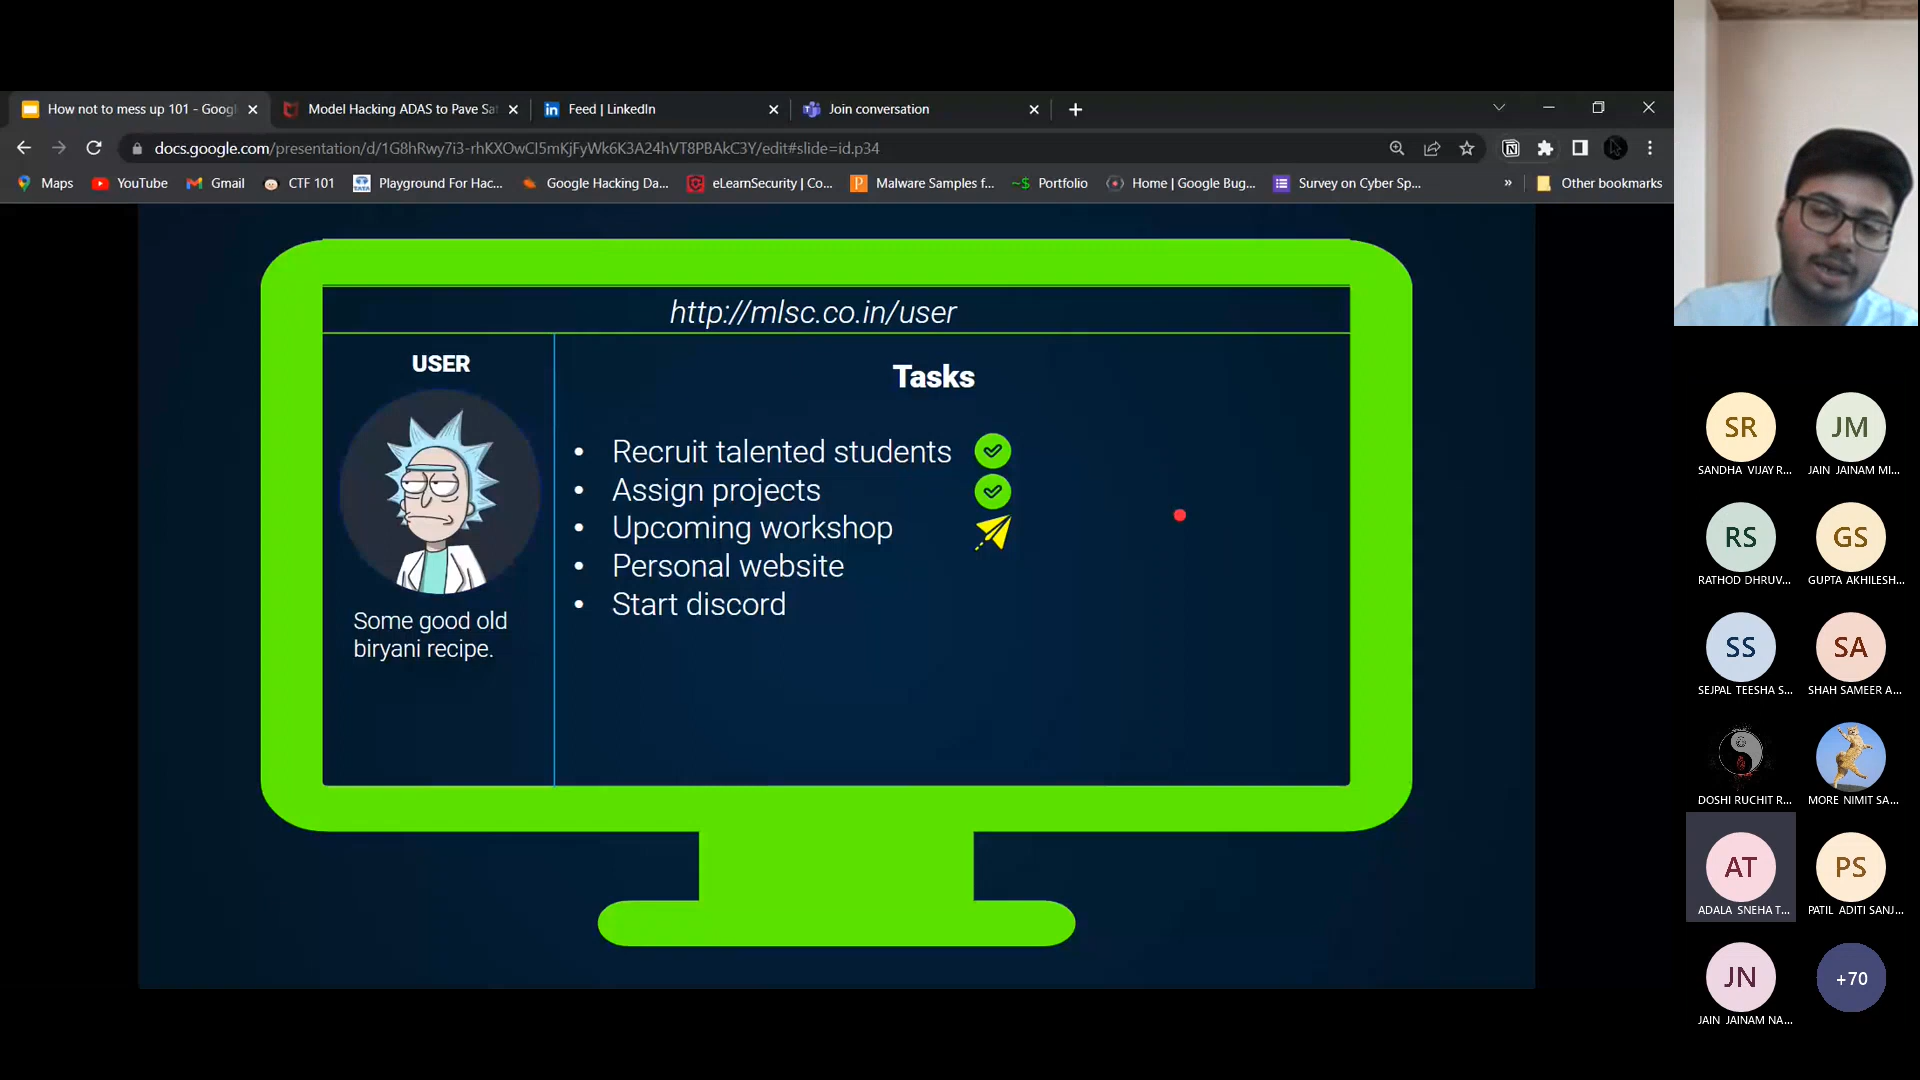 How not to mess up 101 - Goog
Model Hacking ADAS to Pave Sa
Feed | LinkedIn
Join conversation
docs.google.com/presentation/d/1G8hRwy7i3-rhKXOwCI5mKjFyWk6K3A24hVT8PBAkC3Y/edit#slide=id.p34
Maps
YouTube
Gmail
CTF 101
Playground For Hac...
Google Hacking Da...
eLearnSecurity | Co...
Malware Samples f...
~$ Portfolio
Home | Google Bug...
Survey on Cyber Sp...
»
Other bookmarks
http://mlsc.co.in/user
USER
Some good old
biryani recipe.
Tasks
• Recruit talented students
• Assign projects
• Upcoming workshop
• Personal website
• Start discord
SR
SANDHA VIJAY R...
JM
JAIN JAINAM MI...
RS
RATHOD DHRUV...
GS
GUPTA AKHILESH...
SS
SEJPAL TEESHA S...
SA
SHAH SAMEER A...
DOSHI RUCHIT R...
MORE NIMIT SA...
AT
ADALA SNEHA T...
PS
PATIL ADITI SANJ...
JN
JAIN JAINAM NA...
+70